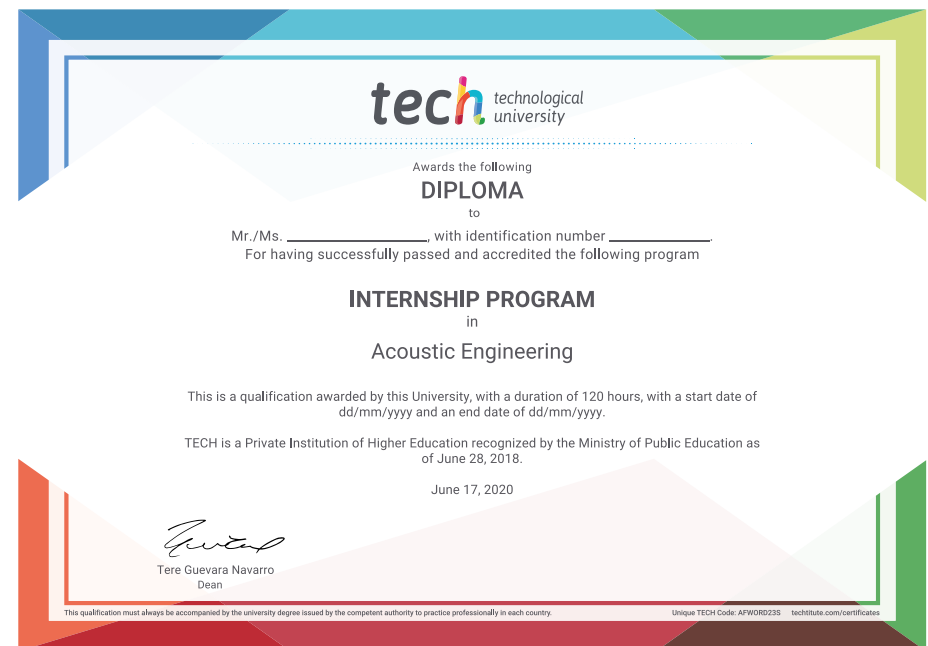 tech technological
university
Awards the following
DIPLOMA
to
Mr./Ms. ____________, with identification number ____________.
For having successfully passed and accredited the following program
INTERNSHIP PROGRAM
in
Acoustic Engineering
This is a qualification awarded by this University, with a duration of 120 hours, with a start date of
dd/mm/yyyy and an end date of dd/mm/yyyy.
TECH is a Private Institution of Higher Education recognized by the Ministry of Public Education as
of June 28, 2018.
June 17, 2020
Tere Guevara Navarro
Dean
This qualification must always be accompanied by the university degree issued by the competent authority to practice professionally in each country. Unique TECH Code: AFWORD23S techtitute.com/certificates